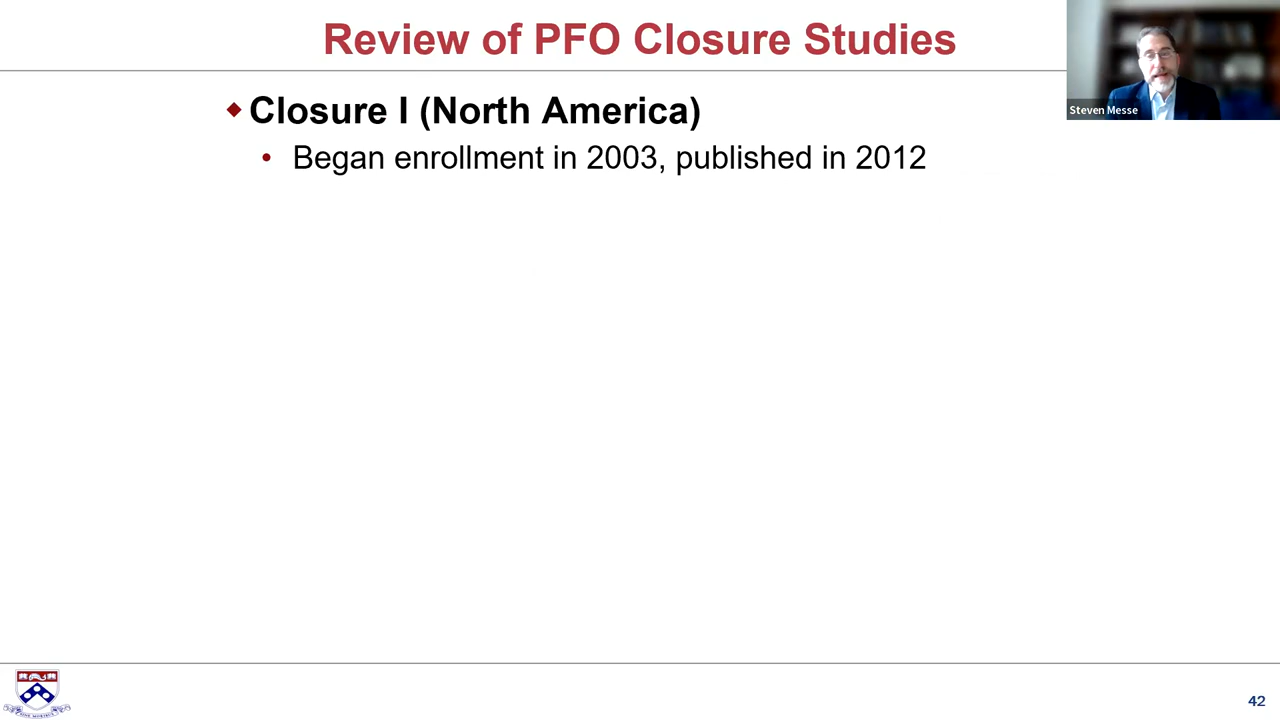 Review of PFO Closure Studies
Steven Messe
Closure I (North America)
• Began enrollment in 2003, published in 2012
42